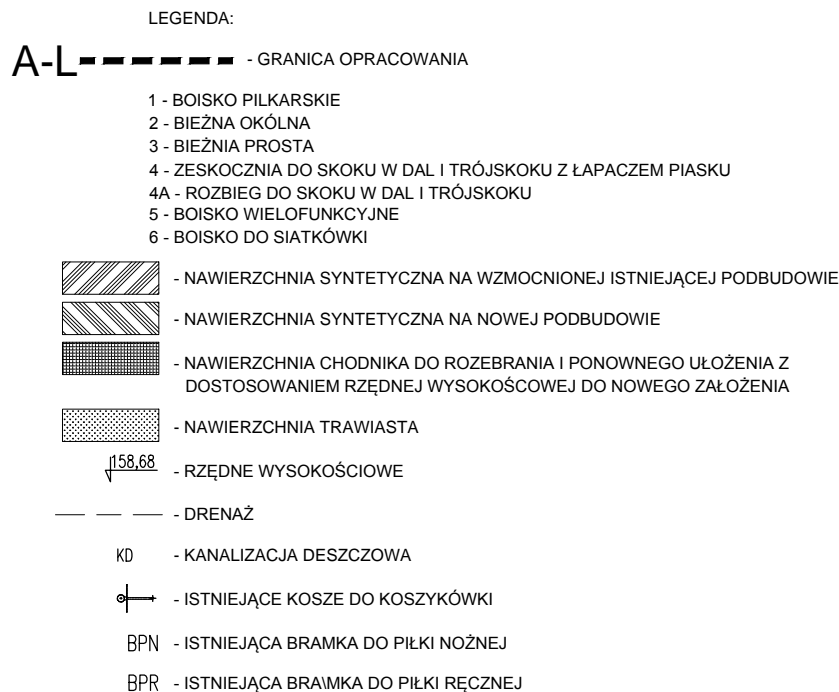 LEGENDA:
A-L - GRANICA OPRACOWANIA
1 - BOISKO PILKARSKIE
2 - BIEŻNA OKÓLNA
3 - BIEŻNIA PROSTA
4 - ZESKOCZNIA DO SKOKU W DAL I TRÓJSKOKU Z ŁAPACZEM PIASKU
4A - ROZBIEG DO SKOKU W DAL I TRÓJSKOKU
5 - BOISKO WIELOFUNKCYJNE
6 - BOISKO DO SIATKÓWKI
- NAWIERZCHNIA SYNTETYCZNA NA WZMOCNIONEJ ISTNIEJĄCEJ PODBUDOWIE
- NAWIERZCHNIA SYNTETYCZNA NA NOWEJ PODBUDOWIE
- NAWIERZCHNIA CHODNIKA DO ROZEBRANIA I PONOWNEGO UŁOŻENIA Z
DOSTOSOWANIEM RZĘDNEJ WYSOKOŚCOWEJ DO NOWEGO ZAŁOŻENIA
- NAWIERZCHNIA TRAWIASTA
158,68 - RZĘDNE WYSOKOŚCIOWE
- DRENAŻ
KD - KANALIZACJA DESZCZOWA
- ISTNIEJĄCE KOSZE DO KOSZYKÓWKI
BPN - ISTNIEJĄCA BRAMKA DO PIŁKI NOŻNEJ
BPR - ISTNIEJĄCA BRA\MKA DO PIŁKI RĘCZNEJ